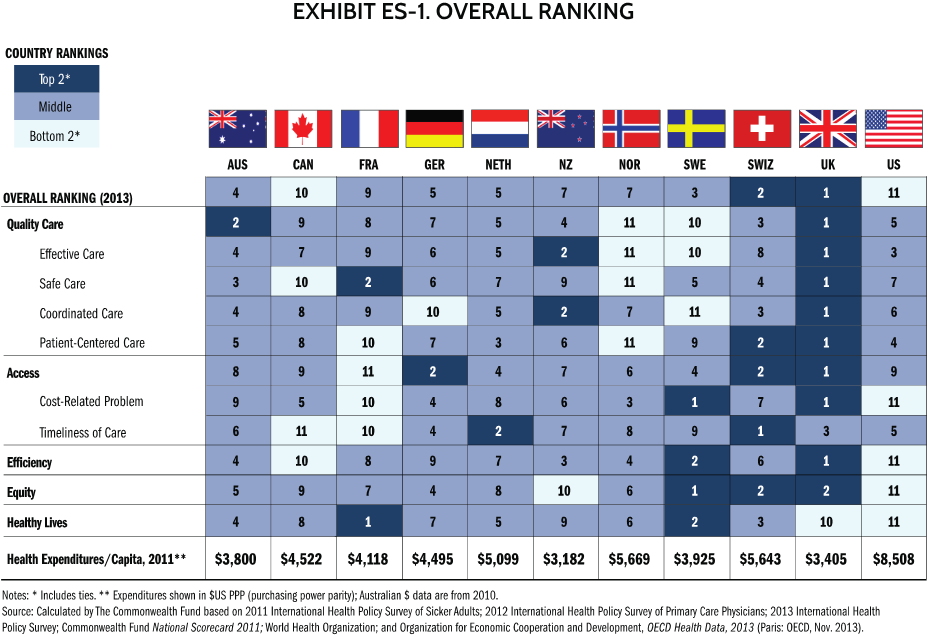 EXHIBIT ES-1. OVERALL RANKING
COUNTRY RANKINGS
Top 2*
Middle
Bottom 2*
AUS CAN FRA GER NETH NZ NOR SWE SWIZ UK US
OVERALL RANKING (2013) 4 10 9 5 5 7 7 3 2 1 11
Quality Care 2 9 8 7 5 4 11 10 3 1 5
Effective Care 4 7 9 6 5 2 11 10 8 1 3
Safe Care 3 10 2 6 7 9 11 5 4 1 7
Coordinated Care 4 8 9 10 5 2 7 11 3 1 6
Patient-Centered Care 5 8 10 7 3 6 11 9 2 1 4
Access 8 9 11 2 4 7 6 4 2 1 9
Cost-Related Problem 9 5 10 4 8 6 3 1 7 1 11
Timeliness of Care 6 11 10 4 2 7 8 9 1 3 5
Efficiency 4 10 8 9 7 3 4 2 6 1 11
Equity 5 9 7 4 8 10 6 1 2 2 11
Healthy Lives 4 8 1 7 5 9 6 2 3 10 11
Health Expenditures/Capita, 2011** $3,800 $4,522 $4,118 $4,495 $5,099 $3,182 $5,669 $3,925 $5,643 $3,405 $8,508
Notes: * Includes ties. ** Expenditures shown in $US PPP (purchasing power parity); Australian $ data are from 2010.
Source: Calculated by The Commonwealth Fund based on 2011 International Health Policy Survey of Sicker Adults; 2012 International Health Policy Survey of Primary Care Physicians; 2013 International Health
Policy Survey; Commonwealth Fund National Scorecard 2011; World Health Organization; and Organization for Economic Cooperation and Development, OECD Health Data, 2013 (Paris: OECD, Nov. 2013).